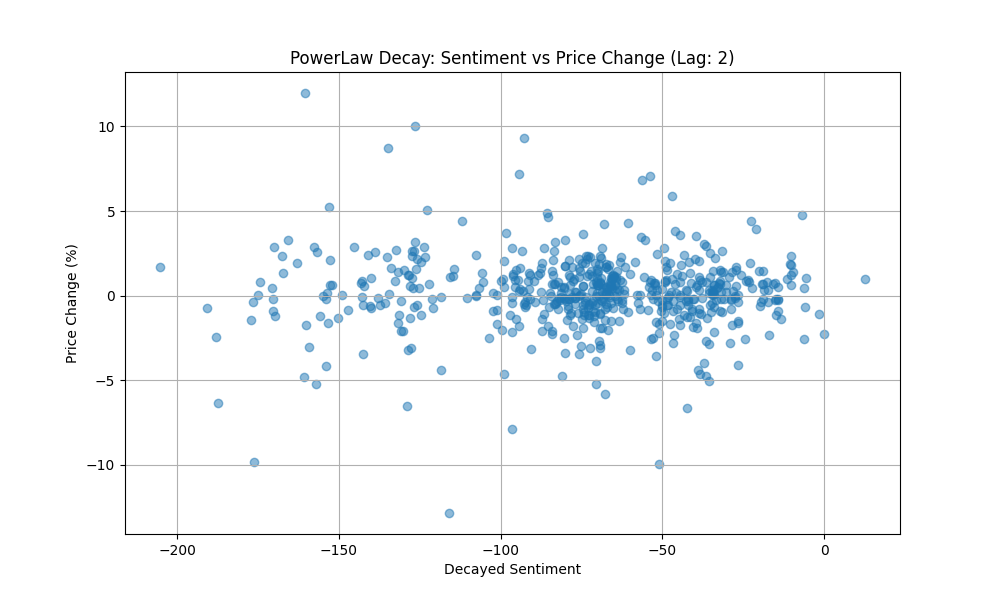 PowerLaw Decay: Sentiment vs Price Change (Lag: 2)
Price Change (%)
10
5
0
−5
−10
−200 −150 −100 −50 0
Decayed Sentiment